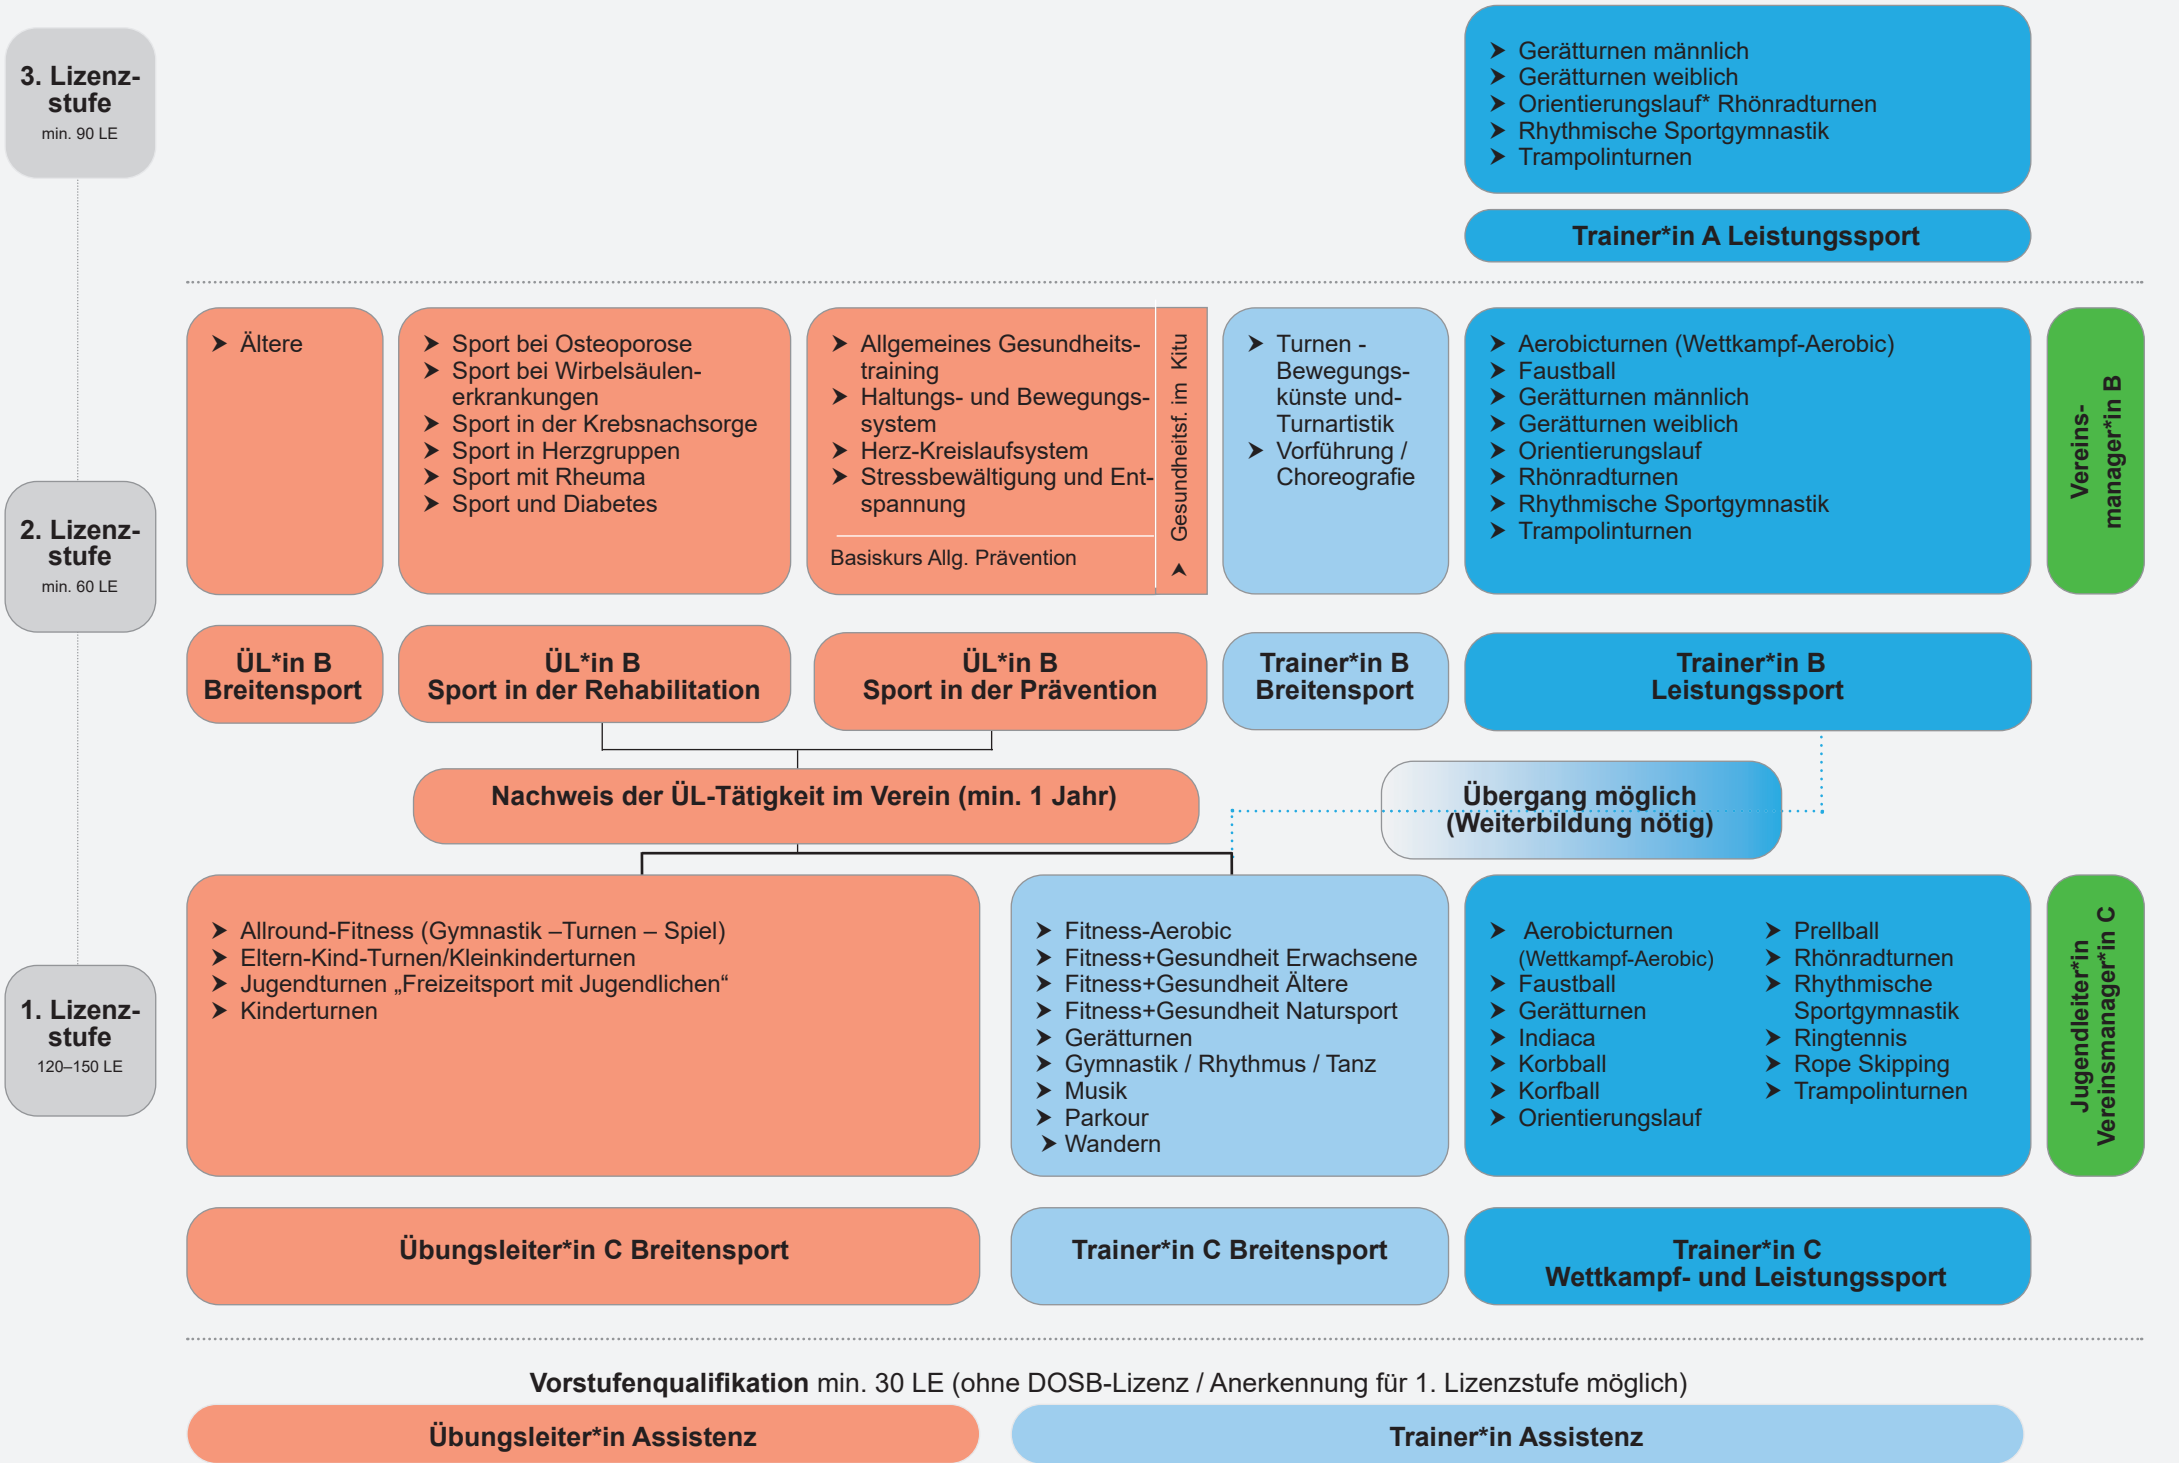 3. Lizenz-
stufe
min. 90 LE
➤ Gerätturnen männlich
➤ Gerätturnen weiblich
➤ Orientierungslauf* Rhönradturnen
➤ Rhythmische Sportgymnastik
➤ Trampolinturnen
Trainer*in A Leistungssport
2. Lizenz-
stufe
min. 60 LE
➤ Ältere
➤ Sport bei Osteoporose
➤ Sport bei Wirbelsäulen-
erkrankungen
➤ Sport in der Krebsnachsorge
➤ Sport in Herzgruppen
➤ Sport mit Rheuma
➤ Sport und Diabetes
➤ Allgemeines Gesundheits-
training
➤ Haltungs- und Bewegungs-
system
➤ Herz-Kreislaufsystem
➤ Stressbewältigung und Ent-
spannung
Basiskurs Allg. Prävention
➤ Gesundheitsf. im Kitu
➤ Turnen -
Bewegungs-
künste und-
Turnartistik
➤ Vorführung /
Choreografie
➤ Aerobicturnen (Wettkampf-Aerobic)
➤ Faustball
➤ Gerätturnen männlich
➤ Gerätturnen weiblich
➤ Orientierungslauf
➤ Rhönradturnen
➤ Rhythmische Sportgymnastik
➤ Trampolinturnen
Vereins-
manager*in B
ÜL*in B
Breitensport
ÜL*in B
Sport in der Rehabilitation
ÜL*in B
Sport in der Prävention
Trainer*in B
Breitensport
Trainer*in B
Leistungssport
Nachweis der ÜL-Tätigkeit im Verein (min. 1 Jahr)
Übergang möglich
(Weiterbildung nötig)
1. Lizenz-
stufe
120–150 LE
➤ Allround-Fitness (Gymnastik –Turnen – Spiel)
➤ Eltern-Kind-Turnen/Kleinkinderturnen
➤ Jugendturnen „Freizeitsport mit Jugendlichen“
➤ Kinderturnen
➤ Fitness-Aerobic
➤ Fitness+Gesundheit Erwachsene
➤ Fitness+Gesundheit Ältere
➤ Fitness+Gesundheit Natursport
➤ Gerätturnen
➤ Gymnastik / Rhythmus / Tanz
➤ Musik
➤ Parkour
➤ Wandern
➤ Aerobicturnen
(Wettkampf-Aerobic)
➤ Faustball
➤ Gerätturnen
➤ Indiaca
➤ Korbball
➤ Korfball
➤ Orientierungslauf
➤ Prellball
➤ Rhönradturnen
➤ Rhythmische
Sportgymnastik
➤ Ringtennis
➤ Rope Skipping
➤ Trampolinturnen
Jugendleiter*in
Vereinsmanager*in C
Übungsleiter*in C Breitensport
Trainer*in C Breitensport
Trainer*in C
Wettkampf- und Leistungssport
Vorstufenqualifikation min. 30 LE (ohne DOSB-Lizenz / Anerkennung für 1. Lizenzstufe möglich)
Übungsleiter*in Assistenz
Trainer*in Assistenz